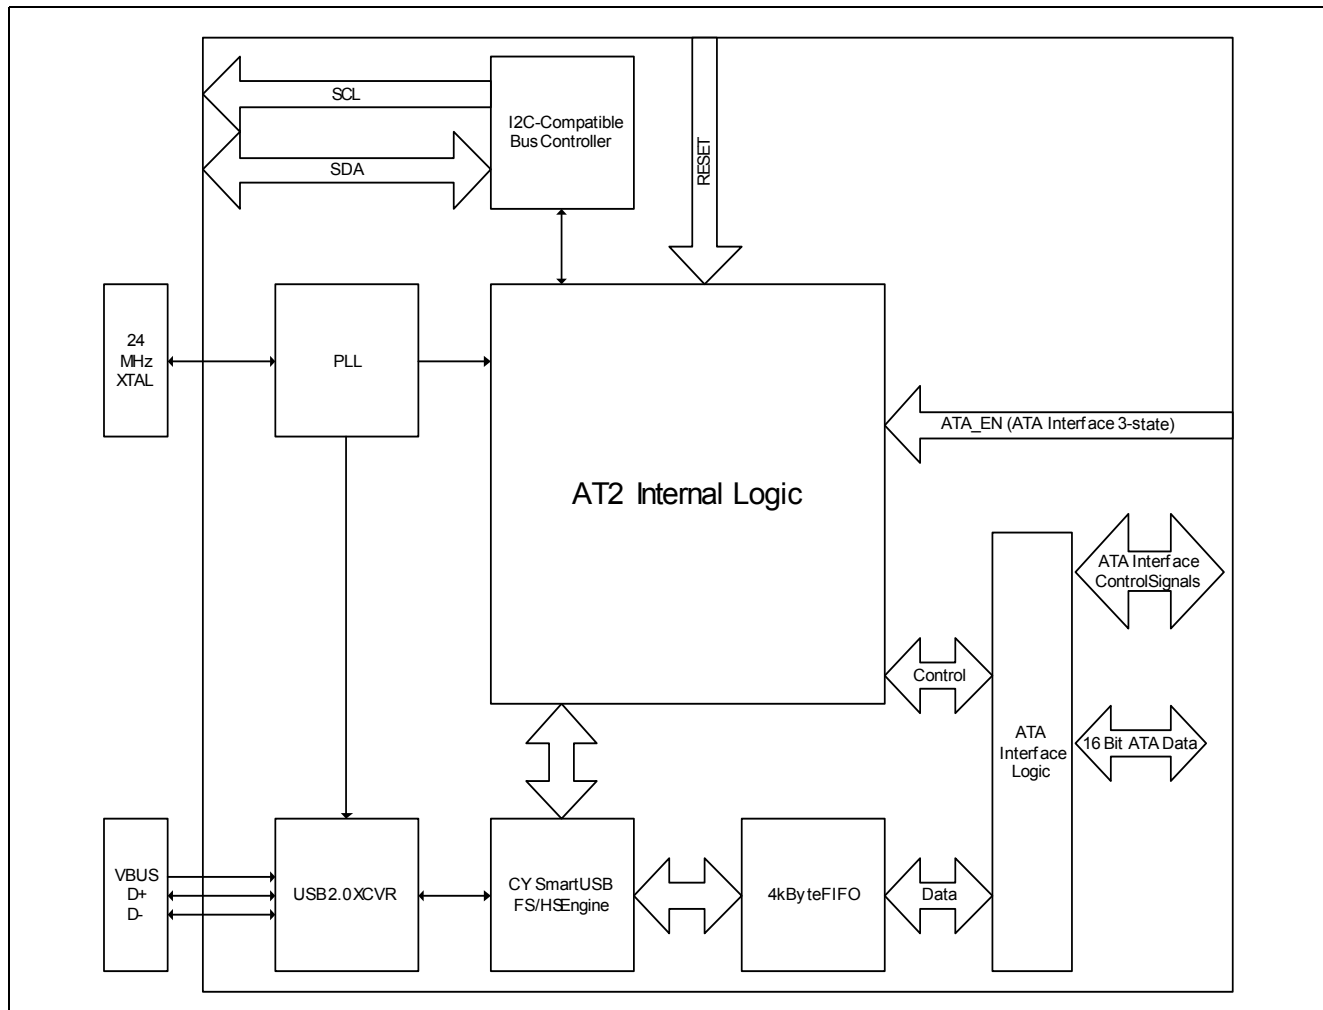 SCL
I2C-Compatible
Bus Controller
SDA
RESET
24
MHz
XTAL
PLL
ATA_EN (ATA Interface 3-state)
AT2 Internal Logic
ATA Interface
ControlSignals
Control
ATA
Interface
Logic
16 Bit ATA Data
VBUS
D+
D-
USB2.0XCVR
CY SmartUSB
FS/HSEngine
4kByteFIFO
Data